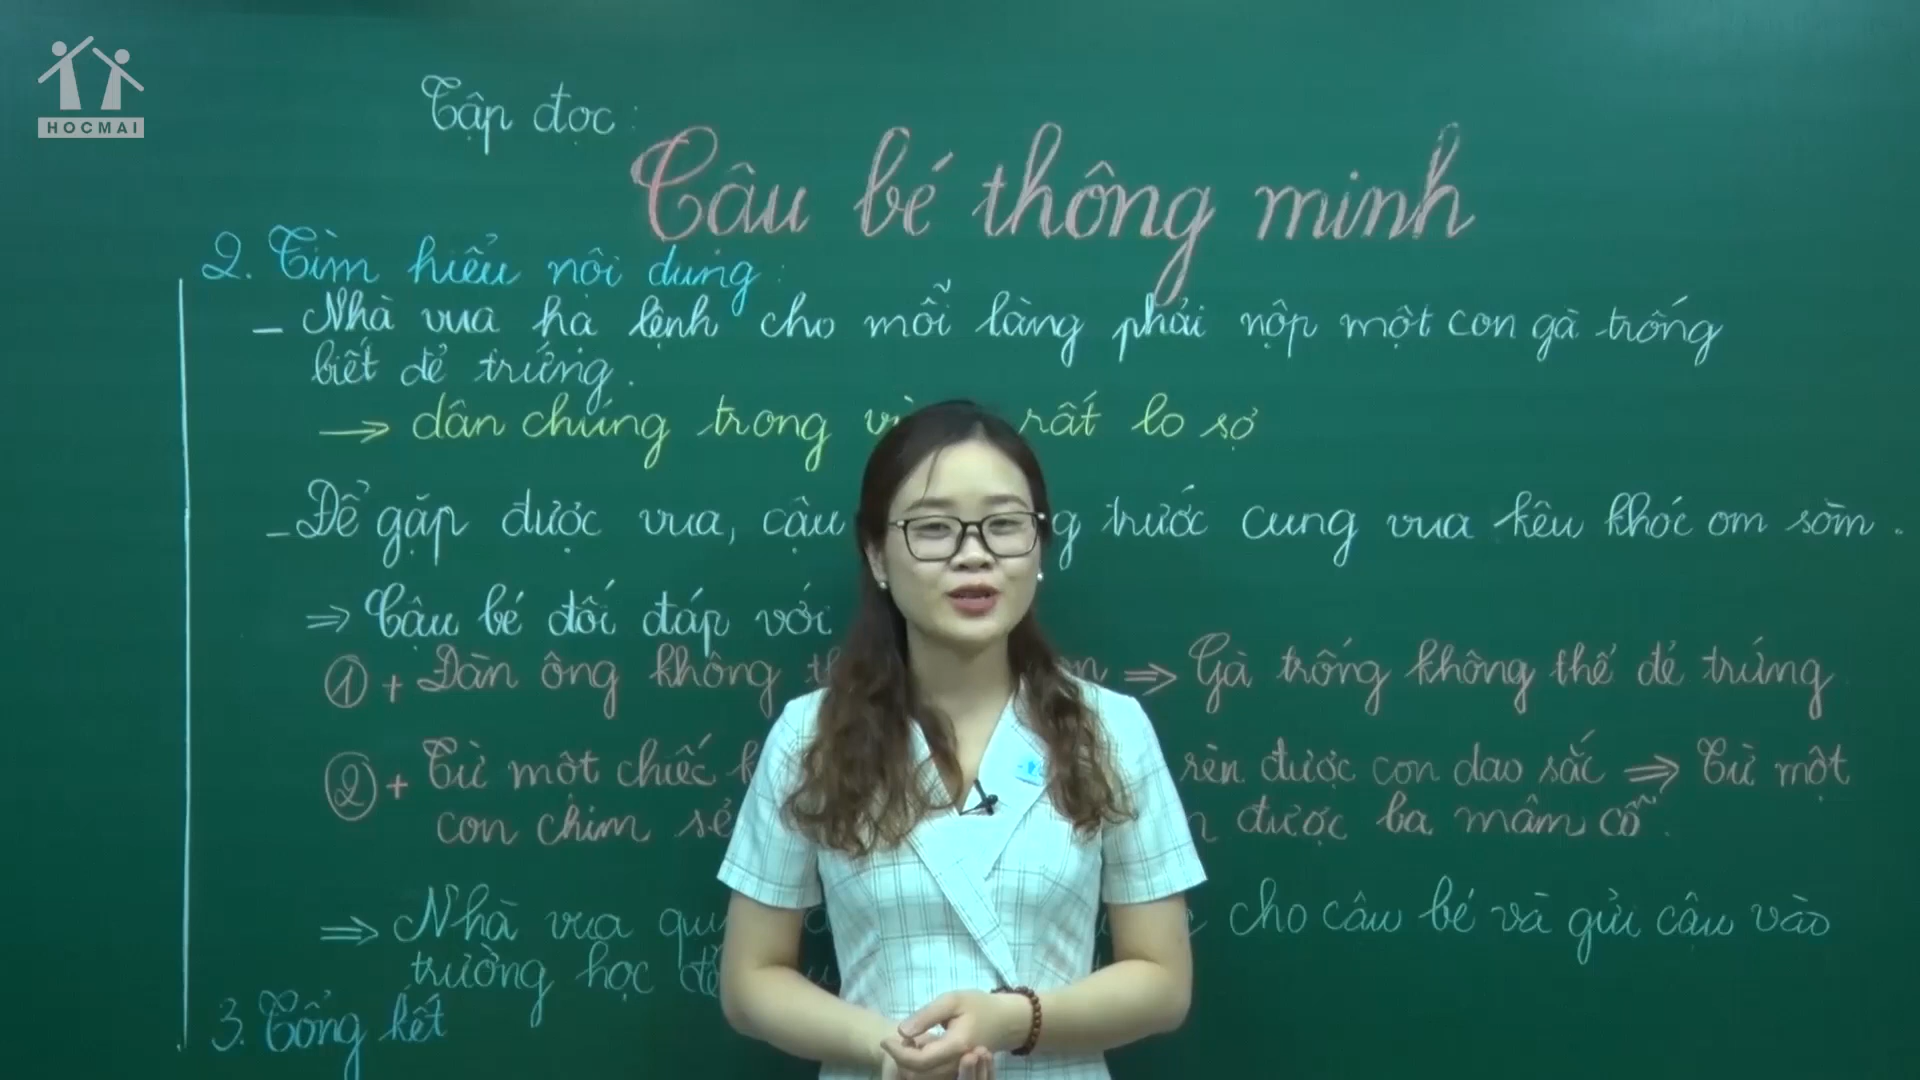 HOCMAI
Tập đọc:
Cậu bé thông minh
2. Tìm hiểu nội dung:
- Nhà vua hạ lệnh cho mỗi làng phải nộp một con gà trống
biết đẻ trứng.
→ dân chúng trong rất lo sợ
- Để gặp được vua, cậu trước cung vua kêu khóc om sòm.
⇒ Cậu bé đối đáp với
① + Đàn ông không ⇒ Gà trống không thể đẻ trứng
② + Từ một chiếc rèn được con dao sắc ⇒ Từ một
con chim sẻ được ba mâm cỗ.
⇒ Nhà vua cho cậu bé và gửi cậu vào
trường học
3. Tổng kết